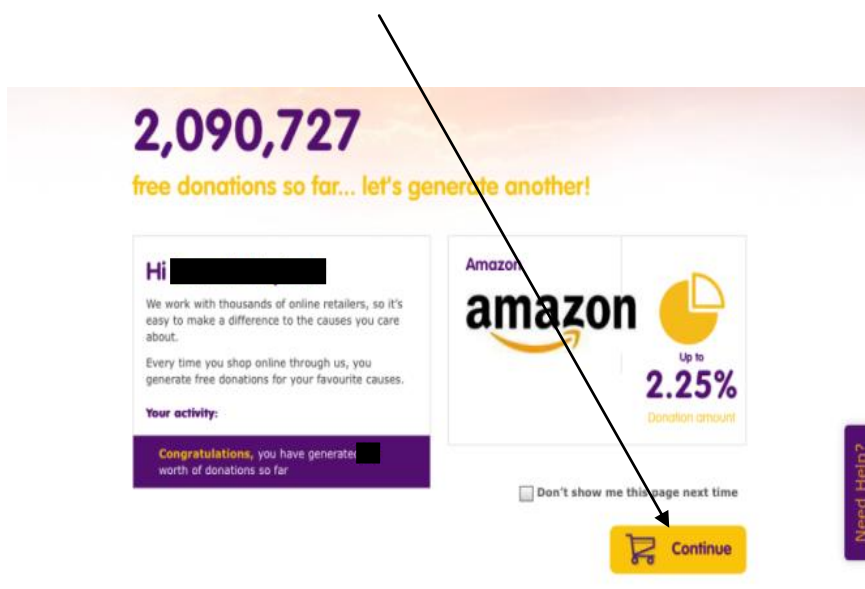 2,090,727
free donations so far... let's generate another!
Hi
We work with thousands of online retailers, so it's
easy to make a difference to the causes you care
about.
Every time you shop online through us, you
generate free donations for your favourite causes.
Your activity:
Congratulations, you have generated
worth of donations so far
Amazon
amazon
Up to
2.25%
Donation amount
Don't show me this page next time
Continue
Need Help?